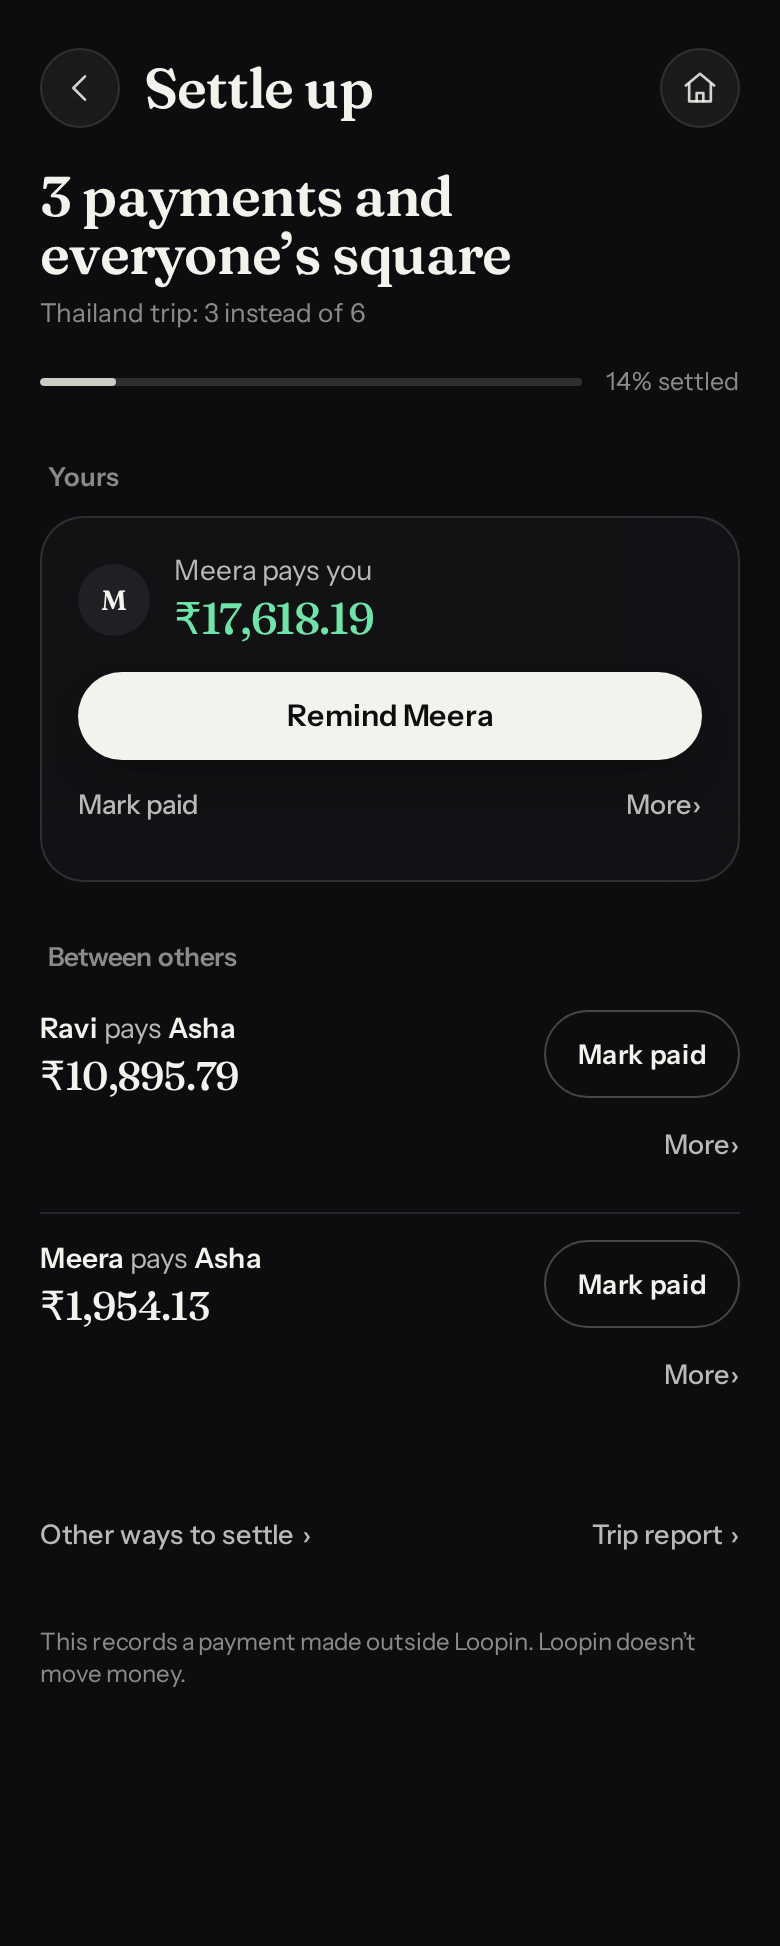 Settle up
3 payments and
everyone’s square
Thailand trip: 3 instead of 6
14% settled
Yours
M
Meera pays you
₹17,618.19
Remind Meera
Mark paid
More›
Between others
Ravi pays Asha
₹10,895.79
Mark paid
More›
Meera pays Asha
₹1,954.13
Mark paid
More›
Other ways to settle ›
Trip report ›
This records a payment made outside Loopin. Loopin doesn’t
move money.